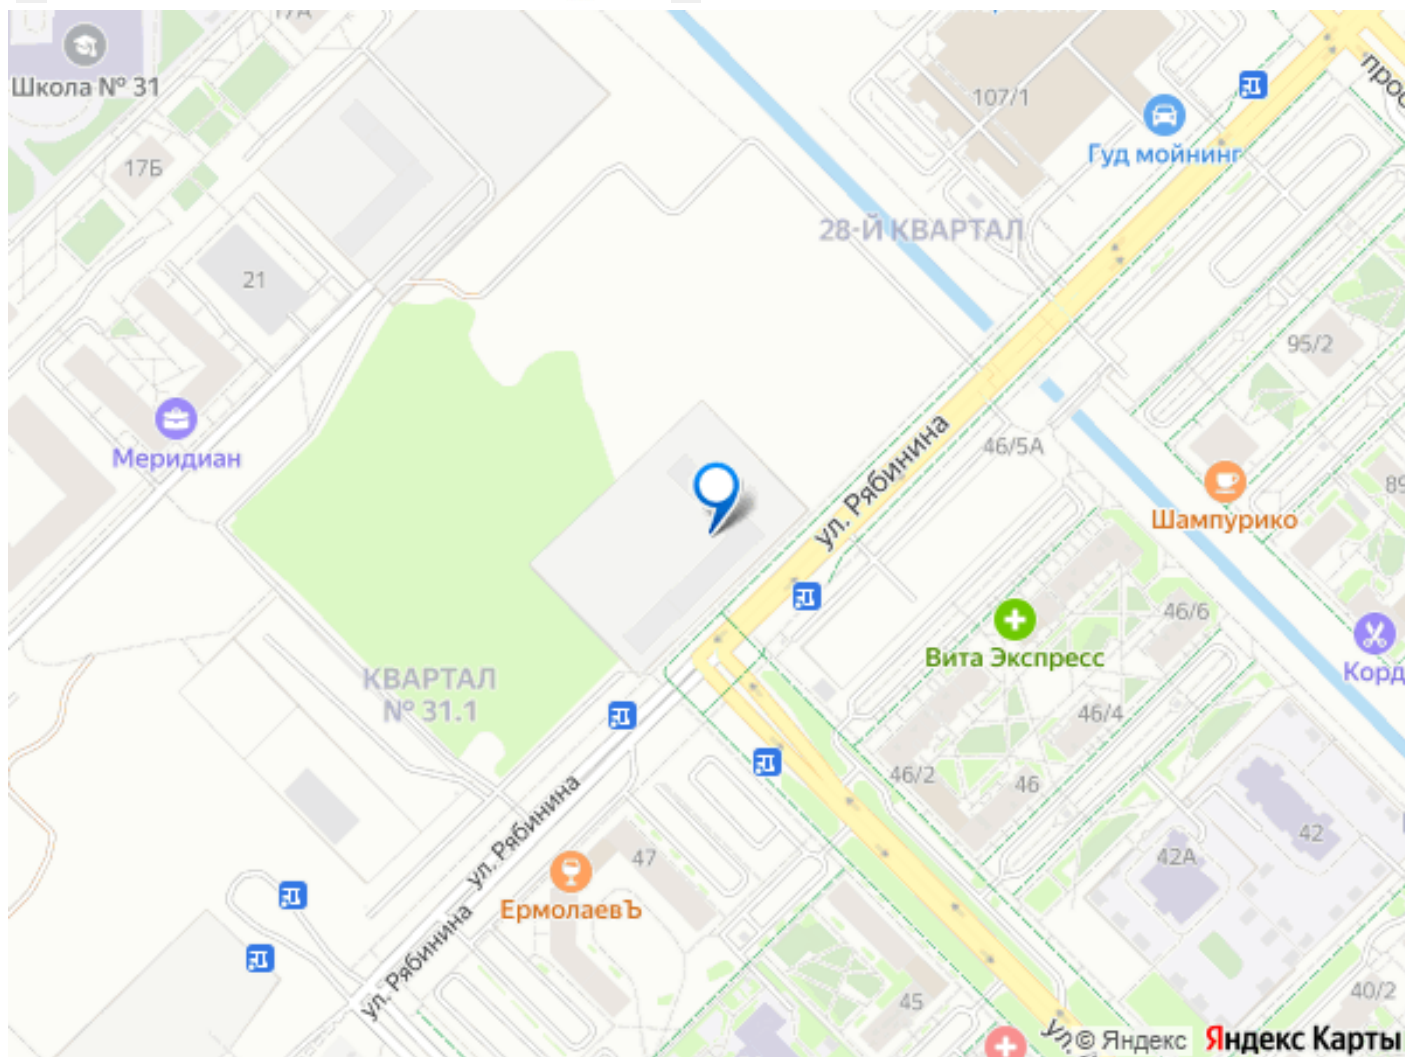 Школа № 31
17Б
107/1
Гуд мойнинг
28-Й КВАРТАЛ
21
95/2
Меридиан
46/5А
ул. Рябинина
Шампурико
46/6
Вита Экспресс
КВАРТАЛ
№ 31.1
46/4
46/2
46
42
42А
ул. Рябинина
47
ЕрмолаевЪ
ул. Рябинина
45
40/2
© Яндекс
Яндекс Карты